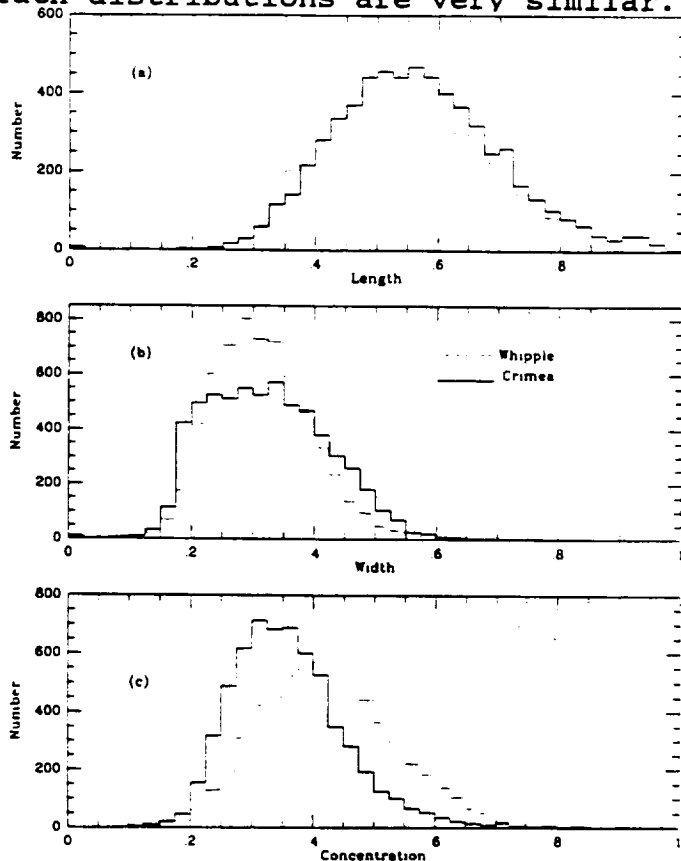 distributions are very similar.
600
(a)
400
Number
200
0
0 .2 .4 .6 .8
Length
800
(b)
Whipple
Crimea
600
Number
400
200
0
0 .2 .4 .6 .8 1
Width
800
(c)
600
Number
400
200
0
0 .2 .4 .6 .8 1
Concentration